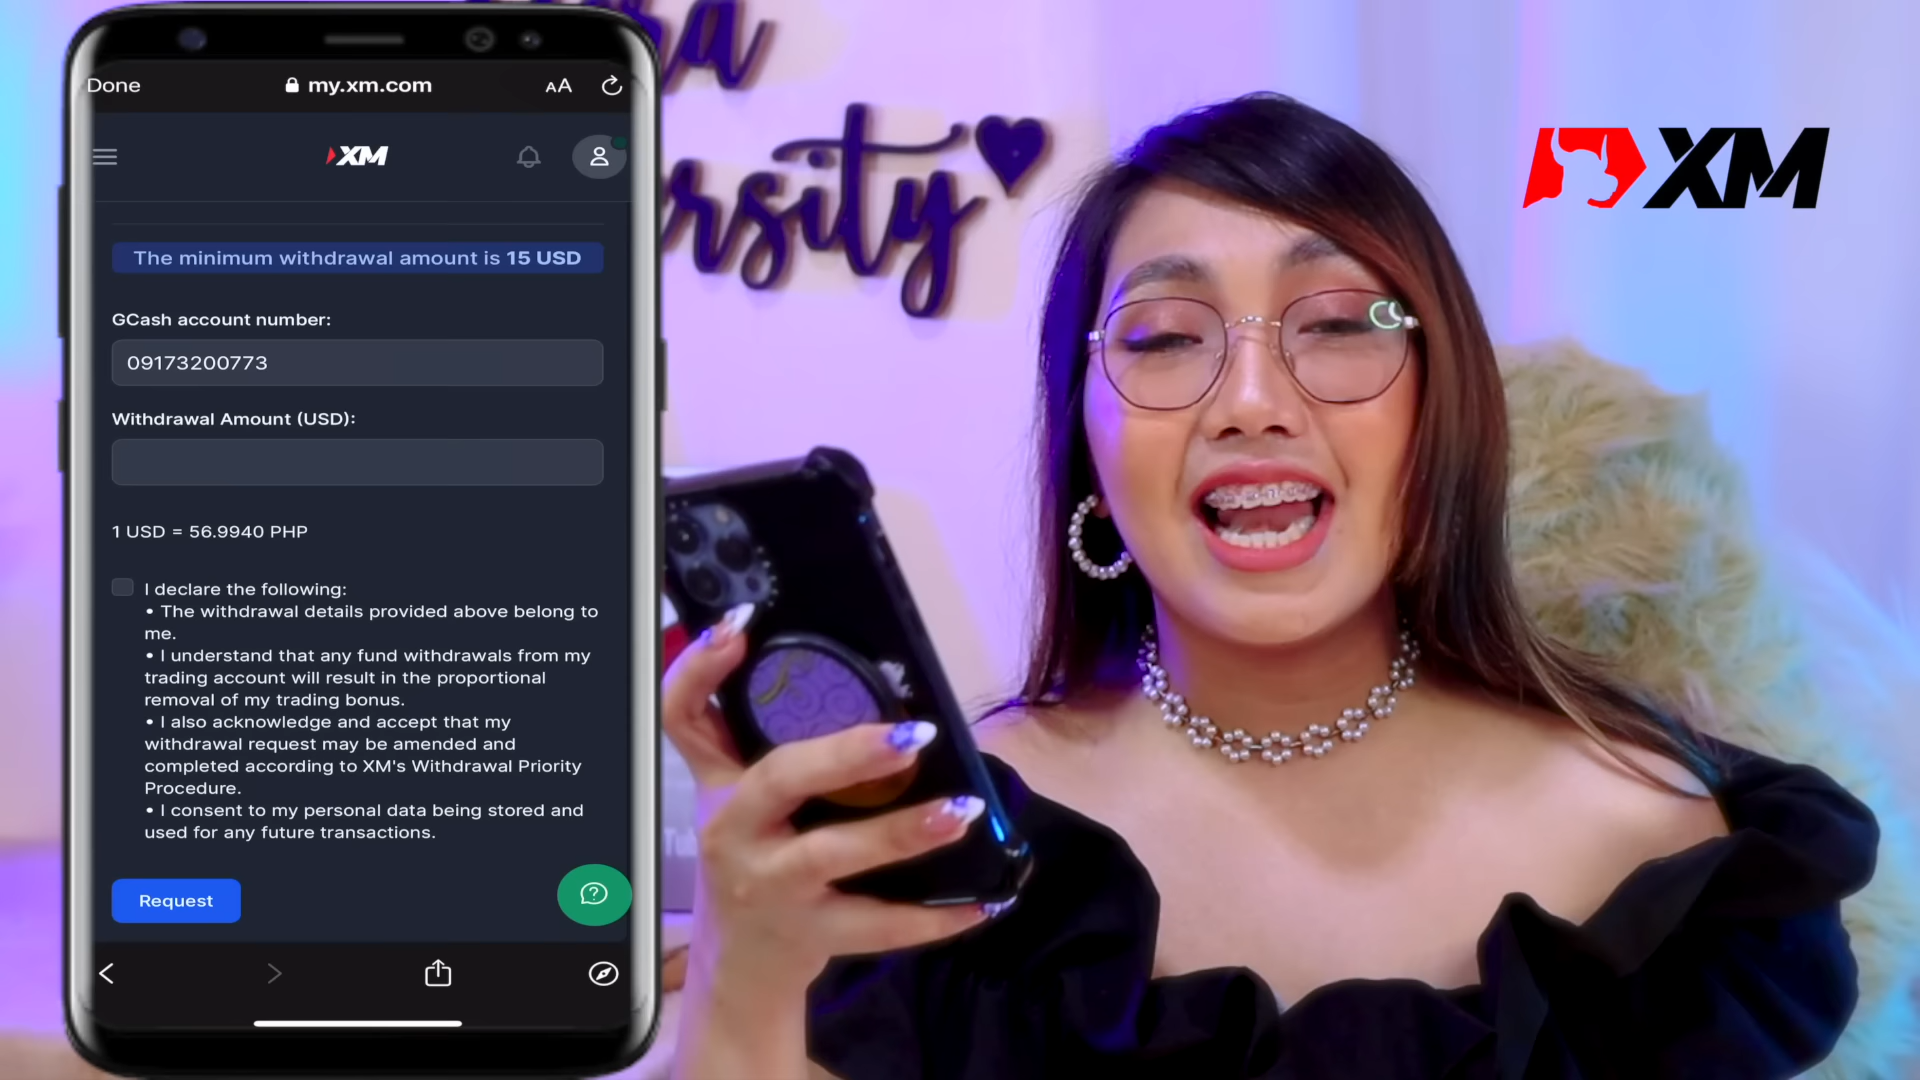 Done
my.xm.com
AA
XM
The minimum withdrawal amount is 15 USD
GCash account number:
09173200773
Withdrawal Amount (USD):
1 USD = 56.9940 PHP
I declare the following:
• The withdrawal details provided above belong to
me.
• I understand that any fund withdrawals from my
trading account will result in the proportional
removal of my trading bonus.
• I also acknowledge and accept that my
withdrawal request may be amended and
completed according to XM's Withdrawal Priority
Procedure.
• I consent to my personal data being stored and
used for any future transactions.
Request
XM